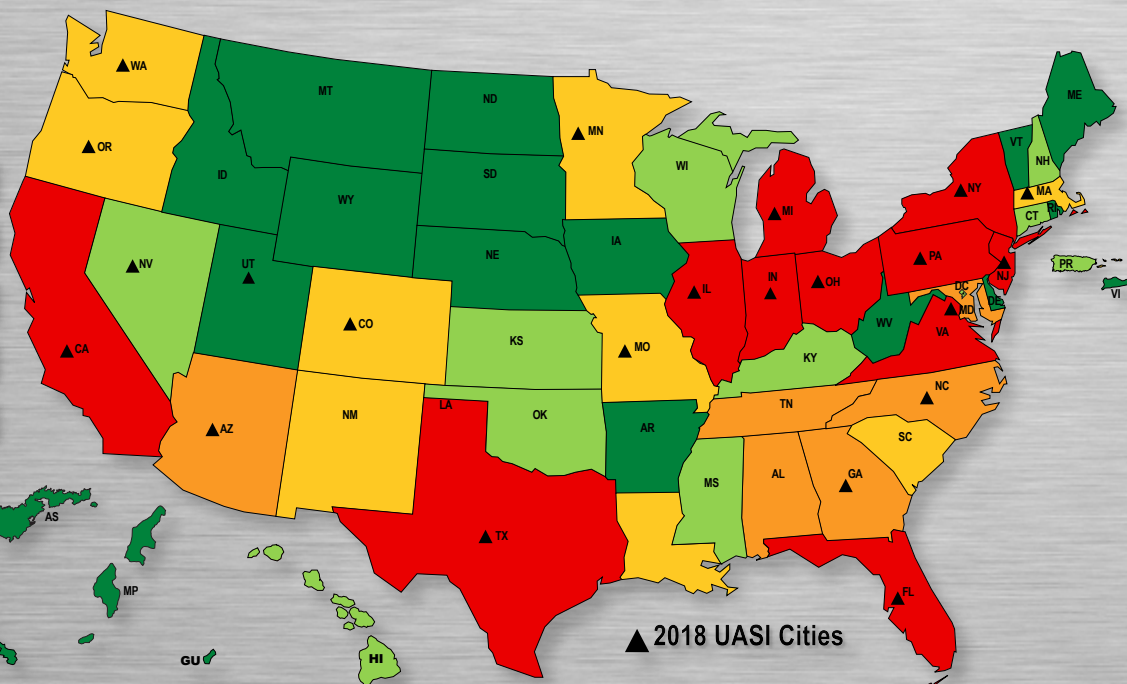 WA
MT
ND
MN
ME
OR
ID
SD
WI
VT
NH
WY
NY
MA
RI
MI
CT
NV
UT
NE
IA
PA
PR
NJ
VI
IN
OH
DC
IL
DE
MD
CO
WV
VA
CA
KS
MO
KY
LA
NM
OK
TN
NC
AZ
AR
SC
MS
AL
GA
AS
TX
MP
FL
2018 UASI Cities
GU
HI